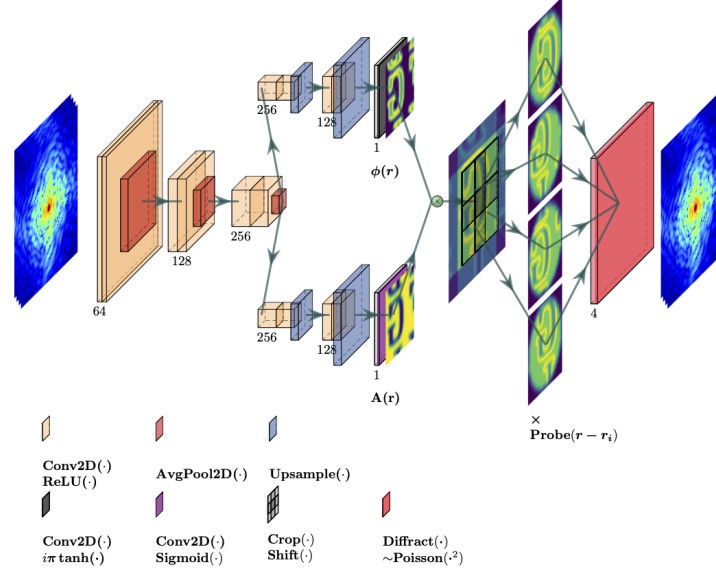 256
128
1
ϕ(r)
64
128
256
256
128
1
A(r)
4
×
Probe(r − rᵢ)
Conv2D(·)
ReLU(·)
AvgPool2D(·)
Upsample(·)
Conv2D(·)
iπ tanh(·)
Conv2D(·)
Sigmoid(·)
Crop(·)
Shift(·)
Diffract(·)
∼Poisson(·²)